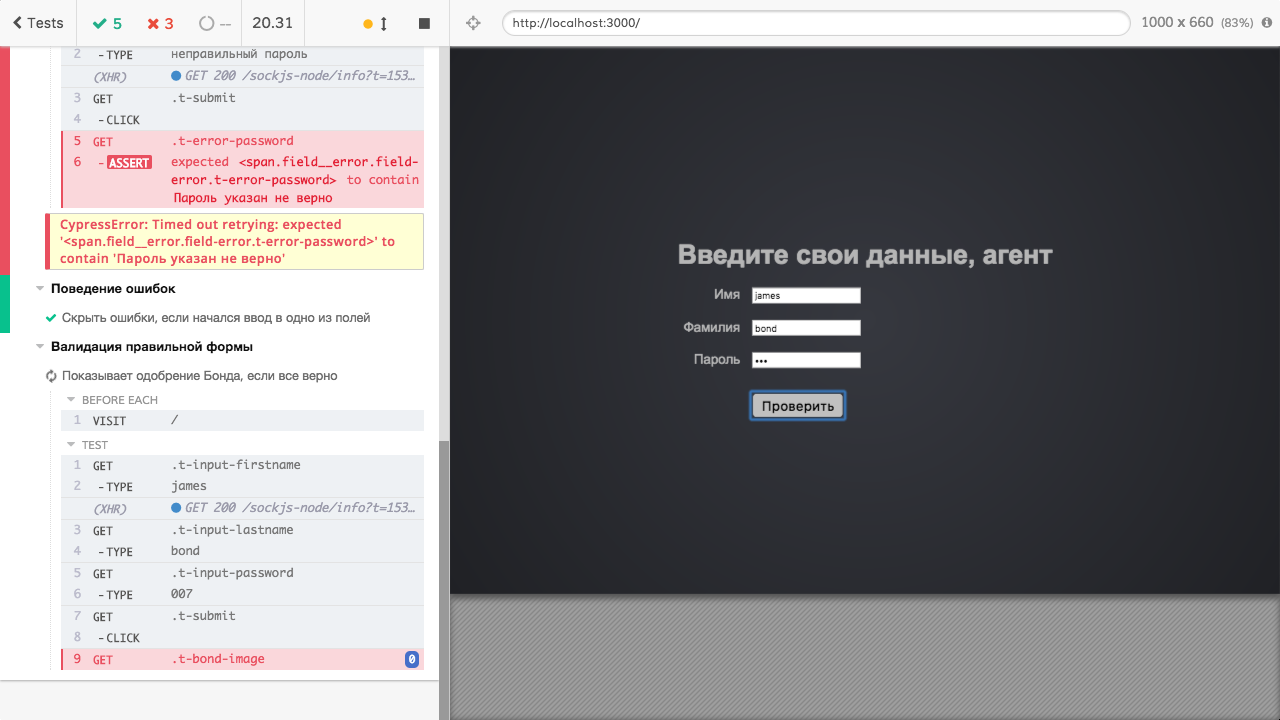 Tests 5 3 -- 20.31
http://localhost:3000/ 1000 x 660 (83%)
2 - TYPE неправильный пароль
(XHR) GET 200 /sockjs-node/info?t=153…
3 GET .t-submit
4 - CLICK
5 GET .t-error-password
6 - ASSERT expected <span.field__error.field-
error.t-error-password> to contain
Пароль указан не верно
CypressError: Timed out retrying: expected
'<span.field__error.field-error.t-error-password>' to
contain 'Пароль указан не верно'
Поведение ошибок
Скрыть ошибки, если начался ввод в одно из полей
Валидация правильной формы
Показывает одобрение Бонда, если все верно
BEFORE EACH
1 VISIT /
TEST
1 GET .t-input-firstname
2 - TYPE james
(XHR) GET 200 /sockjs-node/info?t=153…
3 GET .t-input-lastname
4 - TYPE bond
5 GET .t-input-password
6 - TYPE 007
7 GET .t-submit
8 - CLICK
9 GET .t-bond-image 0
Введите свои данные, агент
Имя james
Фамилия bond
Пароль •••
Проверить